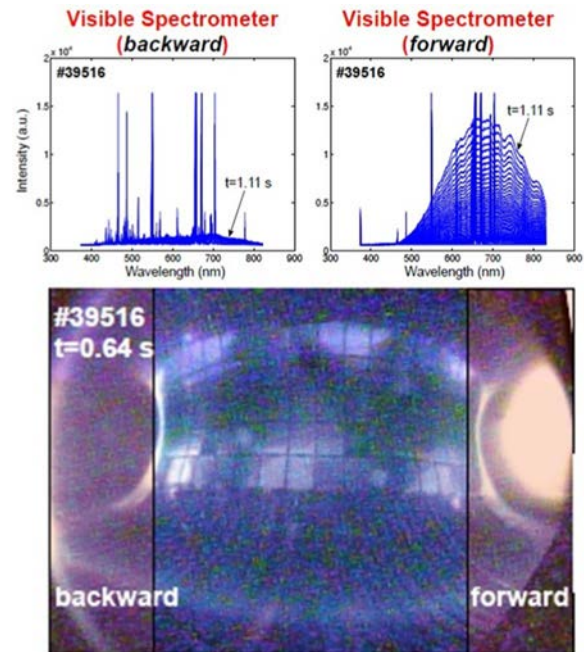 Visible Spectrometer
(backward)
#39516
2 x 10⁴
1.5
1
0.5
0
Intensity (a.u.)
t=1.11 s
300 400 500 600 700 800 900
Wavelength (nm)
Visible Spectrometer
(forward)
#39516
2 x 10⁴
1.5
1
0.5
0
t=1.11 s
300 400 500 600 700 800 900
Wavelength (nm)
#39516
t=0.64 s
backward
forward